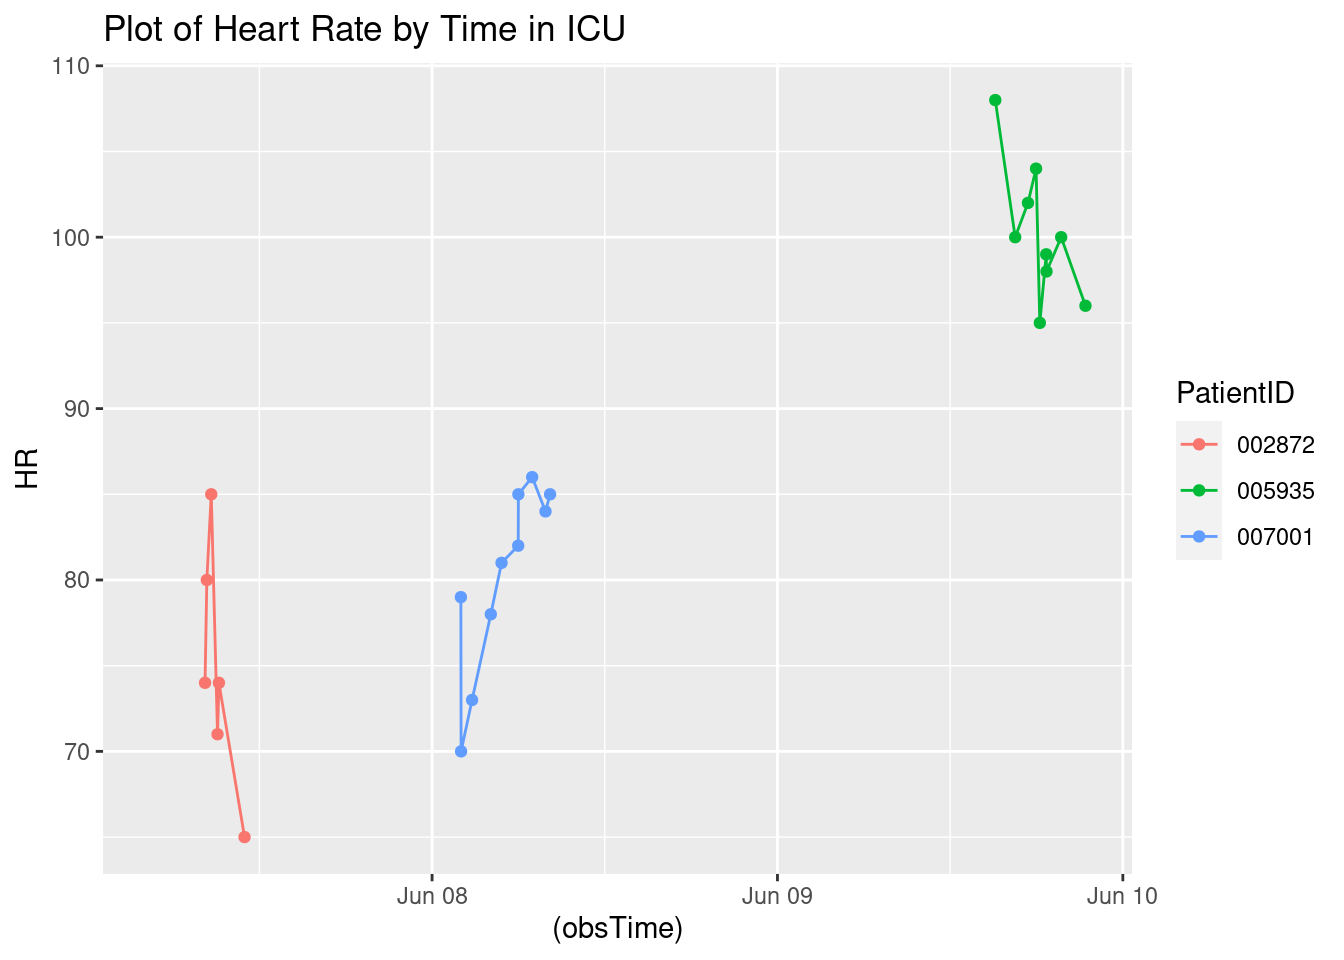 Plot of Heart Rate by Time in ICU
110
100
90
80
70
HR
Jun 08
Jun 09
Jun 10
(obsTime)
PatientID
002872
005935
007001